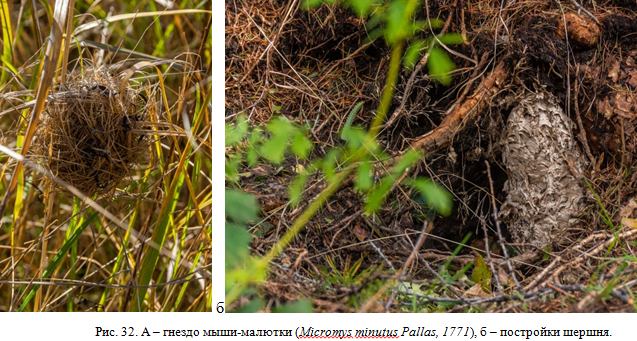 б
Рис. 32. А – гнездо мыши-малютки (Micromys minutus Pallas, 1771), б – постройки шершня.